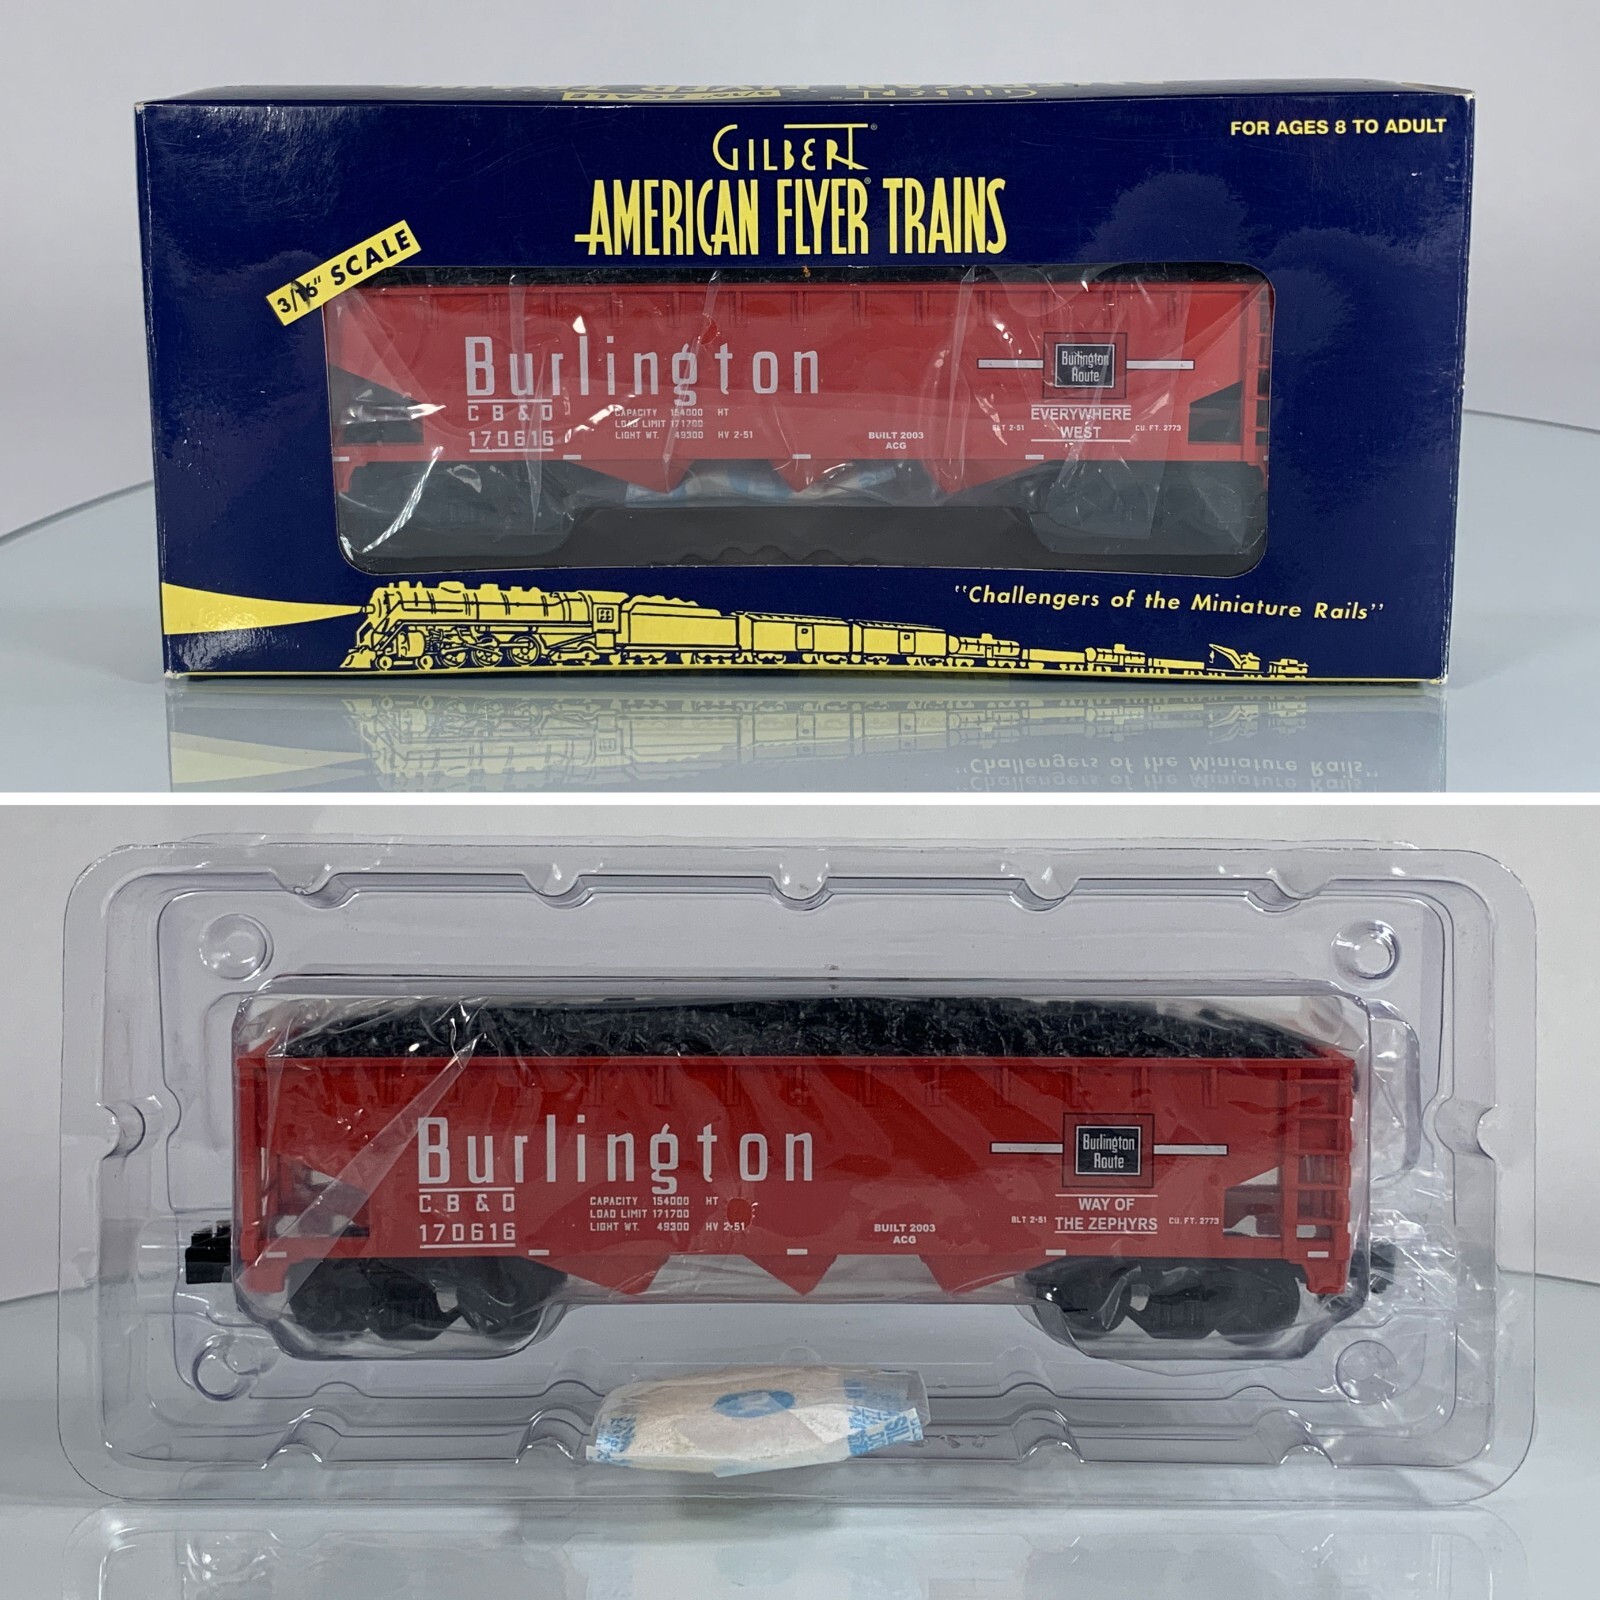 GILBERT®
AMERICAN FLYER® TRAINS
FOR AGES 8 TO ADULT
3/16" SCALE
Burlington
CB&Q
170616
CAPACITY 154000 HT
LOAD LIMIT 171700
LIGHT WT. 49300 HV 2-51
BUILT 2003
ACG
Burlington
Route
EVERYWHERE
WEST
BLT 2-51
CU. FT. 2773
"Challengers of the Miniature Rails"
Burlington
CB&Q
170616
CAPACITY 154000 HT
LOAD LIMIT 171700
LIGHT WT. 49300 HV 2-51
BUILT 2003
ACG
Burlington
Route
WAY OF
THE ZEPHYRS
BLT 2-51
CU. FT. 2773